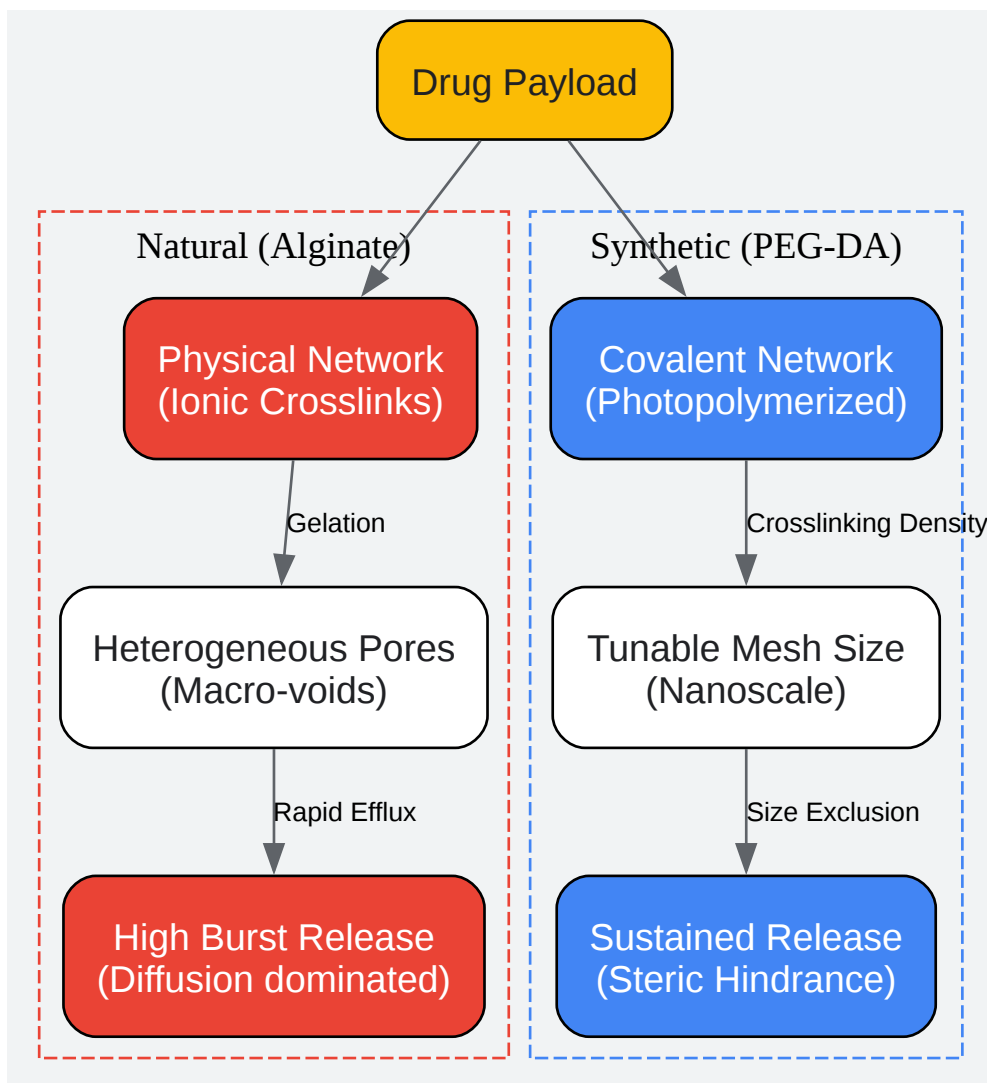 Drug Payload
Natural (Alginate)
Physical Network
(Ionic Crosslinks)
Gelation
Heterogeneous Pores
(Macro-voids)
Rapid Efflux
High Burst Release
(Diffusion dominated)
Synthetic (PEG-DA)
Covalent Network
(Photopolymerized)
Crosslinking Density
Tunable Mesh Size
(Nanoscale)
Size Exclusion
Sustained Release
(Steric Hindrance)